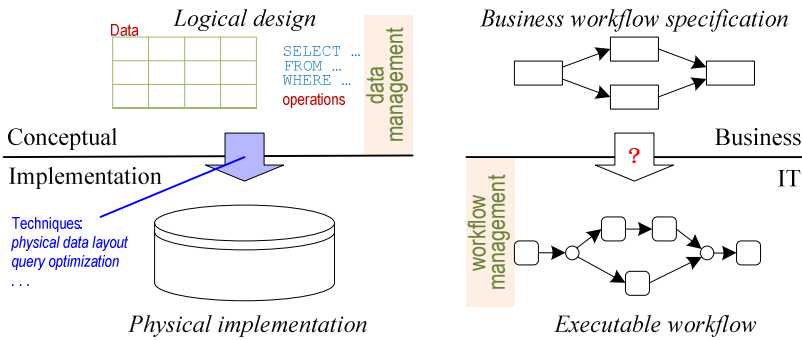 Logical design
Data
SELECT …
FROM …
WHERE …
operations
data
management
Conceptual
Implementation
Techniques:
physical data layout
query optimization
. . .
Physical implementation
Business workflow specification
?
Business
IT
workflow
management
Executable workflow